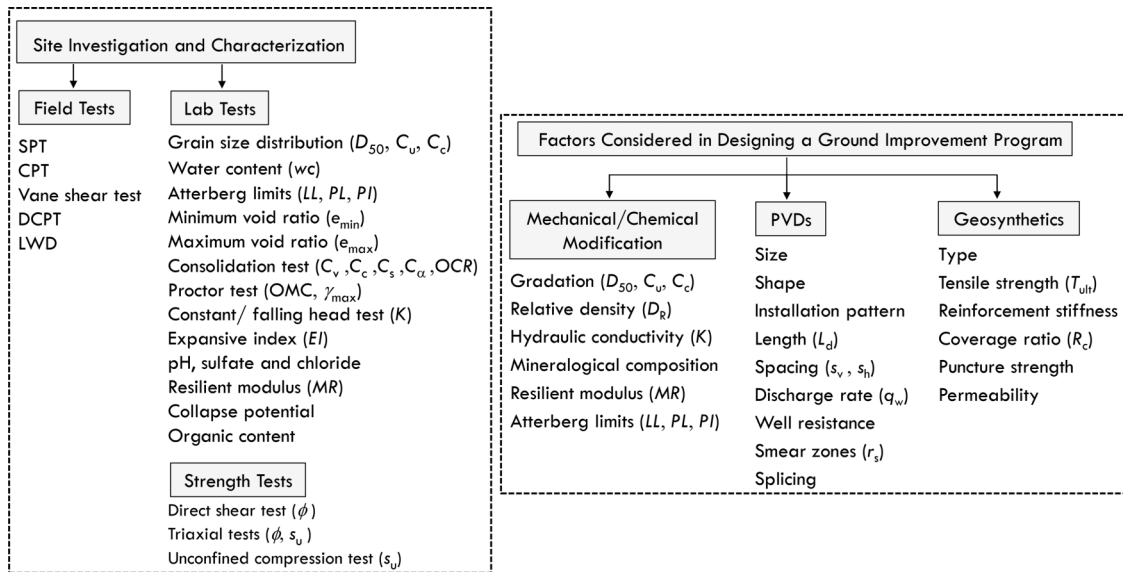 Site Investigation and Characterization
Field Tests
SPT
CPT
Vane shear test
DCPT
LWD
Lab Tests
Grain size distribution (D50, Cu, Cc)
Water content (wc)
Atterberg limits (LL, PL, PI)
Minimum void ratio (emin)
Maximum void ratio (emax)
Consolidation test (Cv ,Cc ,Cs ,Cα ,OCR)
Proctor test (OMC, γmax)
Constant/ falling head test (K)
Expansive index (EI)
pH, sulfate and chloride
Resilient modulus (MR)
Collapse potential
Organic content
Strength Tests
Direct shear test (ϕ)
Triaxial tests (ϕ, su )
Unconfined compression test (su)
Factors Considered in Designing a Ground Improvement Program
Mechanical/Chemical
Modification
Gradation (D50, Cu, Cc)
Relative density (DR)
Hydraulic conductivity (K)
Mineralogical composition
Resilient modulus (MR)
Atterberg limits (LL, PL, PI)
PVDs
Size
Shape
Installation pattern
Length (Ld)
Spacing (sv , sh)
Discharge rate (qw)
Well resistance
Smear zones (rs)
Splicing
Geosynthetics
Type
Tensile strength (Tult)
Reinforcement stiffness
Coverage ratio (Rc)
Puncture strength
Permeability